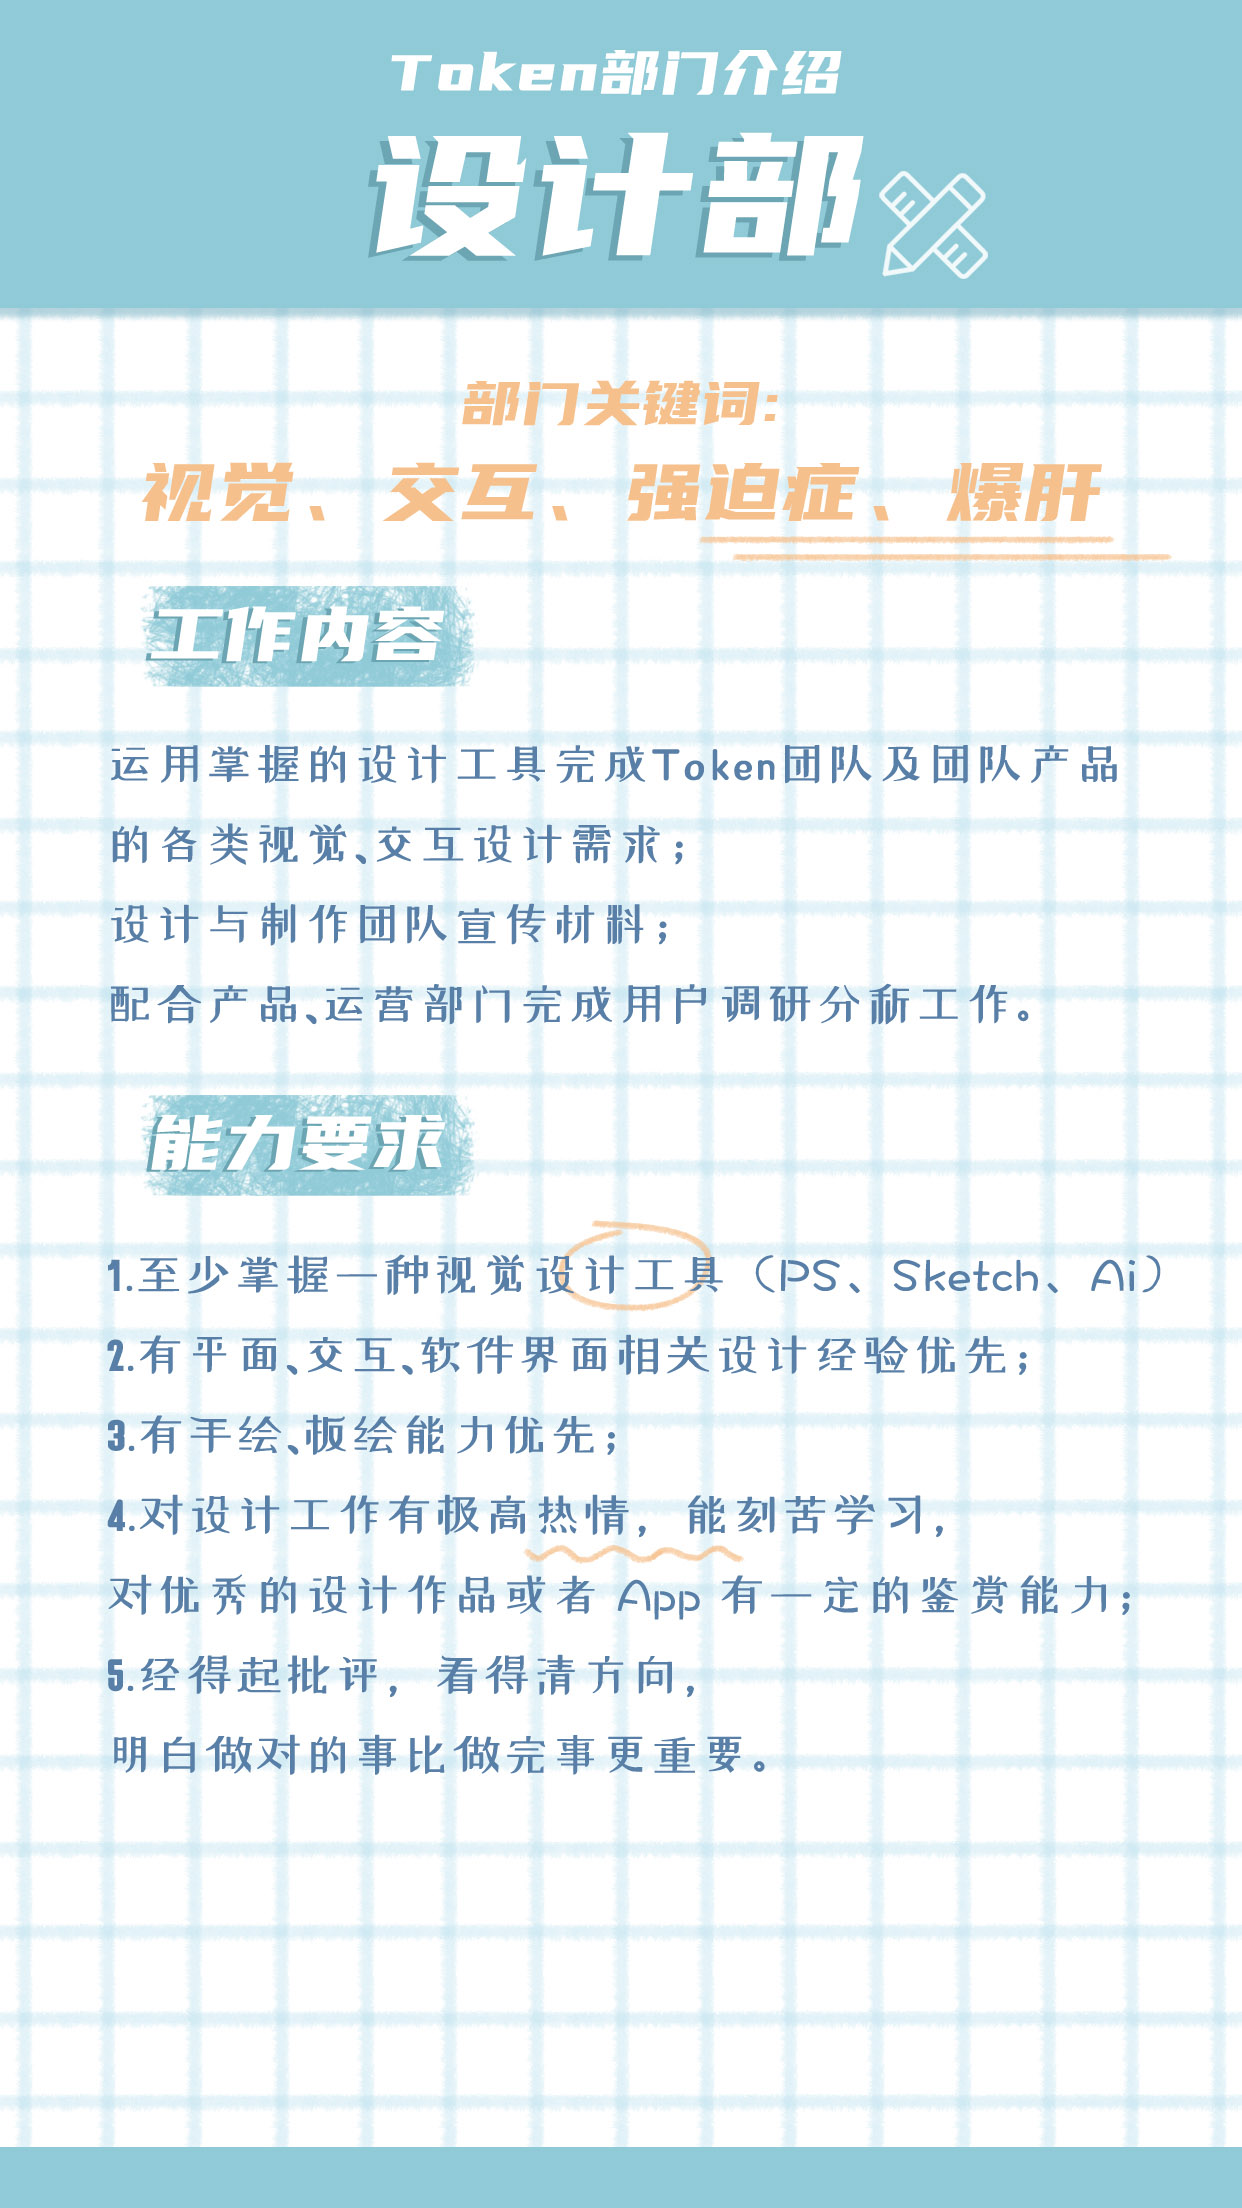 Token部门介绍
设计部
部门关键词:
视觉、交互、强迫症、爆肝
工作内容
运用掌握的设计工具完成Token团队及团队产品
的各类视觉、交互设计需求；
设计与制作团队宣传材料；
配合产品、运营部门完成用户调研分析工作。
能力要求
1.至少掌握一种视觉设计工具（PS、Sketch、Ai）
2.有平面、交互、软件界面相关设计经验优先；
3.有手绘、板绘能力优先；
4.对设计工作有极高热情，能刻苦学习，
对优秀的设计作品或者 App 有一定的鉴赏能力；
5.经得起批评，看得清方向，
明白做对的事比做完事更重要。